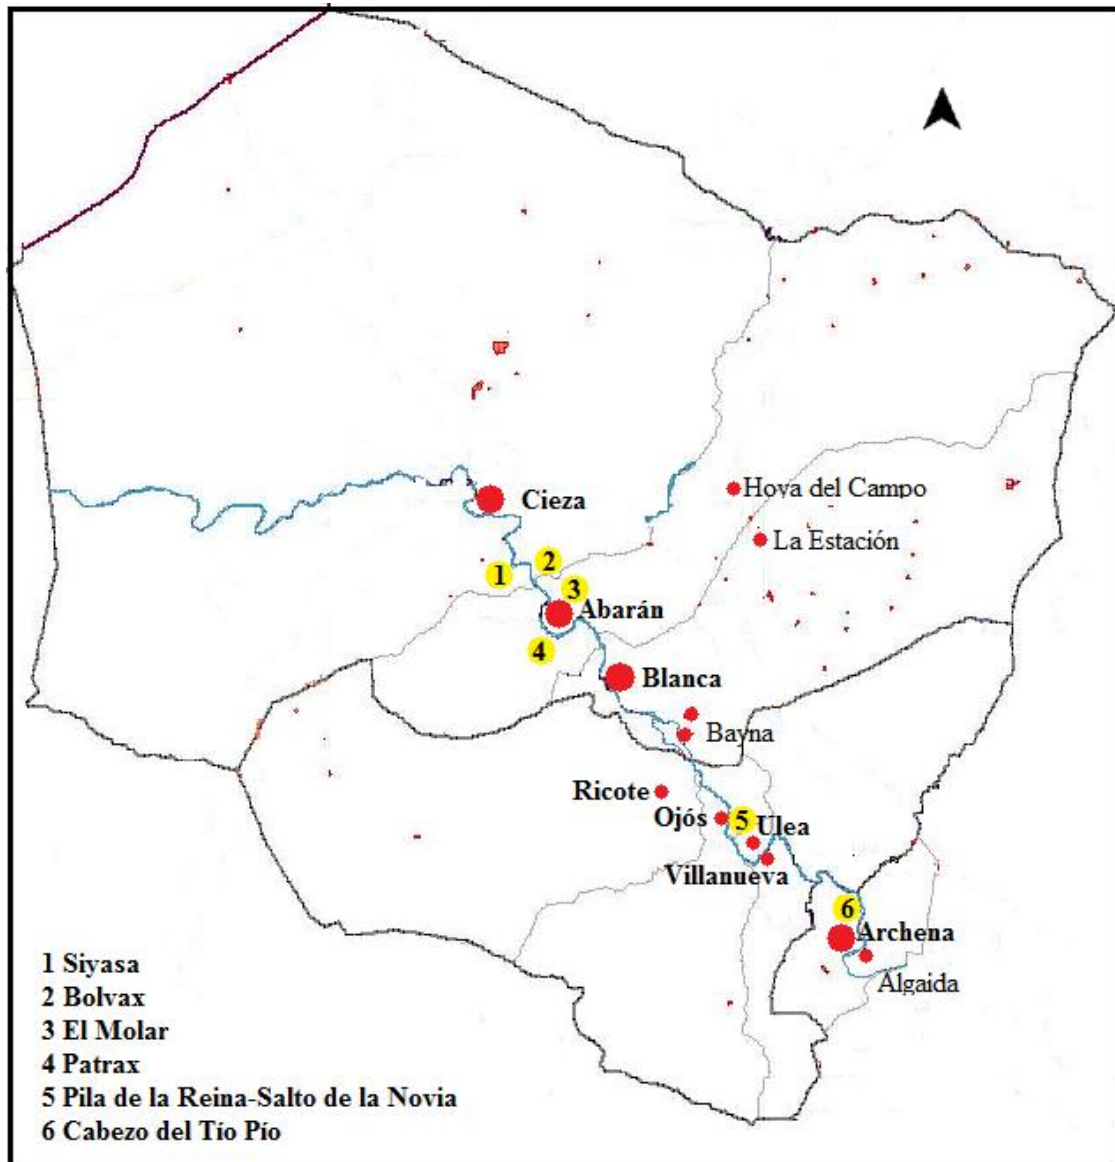 Cieza
Hoya del Campo
La Estación
2
1
3
Abarán
4
Blanca
Bayna
Ricote
Ojós
5
Ulea
Villanueva
6
Archena
Algaida
1 Siyasa
2 Bolvax
3 El Molar
4 Patrax
5 Pila de la Reina-Salto de la Novia
6 Cabezo del Tío Pío